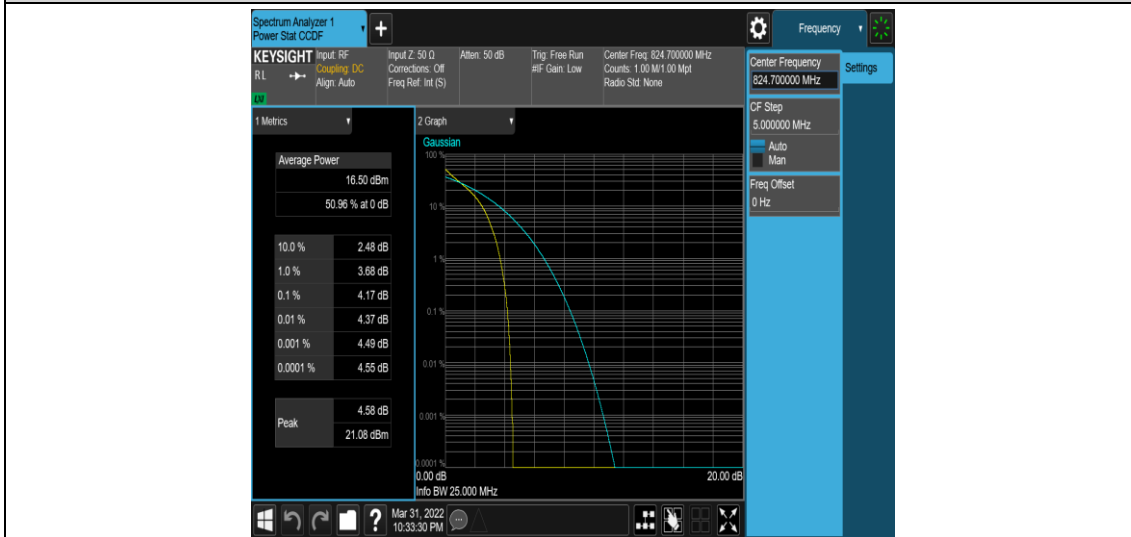 Spectrum Analyzer 1
Power Stat CCDF
+
Frequency
KEYSIGHT
RL
Input: RF
Coupling: DC
Align: Auto
Input Z: 50 Ω
Corrections: Off
Freq Ref: Int (S)
Atten: 50 dB
Trig: Free Run
#IF Gain: Low
Center Freq: 824.700000 MHz
Counts: 1.00 M/1.00 Mpt
Radio Std: None
Center Frequency
824.700000 MHz
Settings
CF Step
5.000000 MHz
Auto
Man
Freq Offset
0 Hz
1 Metrics
Average Power
16.50 dBm
50.96 % at 0 dB
10.0 % 2.48 dB
1.0 % 3.68 dB
0.1 % 4.17 dB
0.01 % 4.37 dB
0.001 % 4.49 dB
0.0001 % 4.55 dB
Peak
4.58 dB
21.08 dBm
2 Graph
Gaussian
100 %
10 %
1 %
0.1 %
0.01 %
0.001 %
0.0001 %
0.00 dB 20.00 dB
Info BW 25.000 MHz
?
Mar 31, 2022
10:33:30 PM